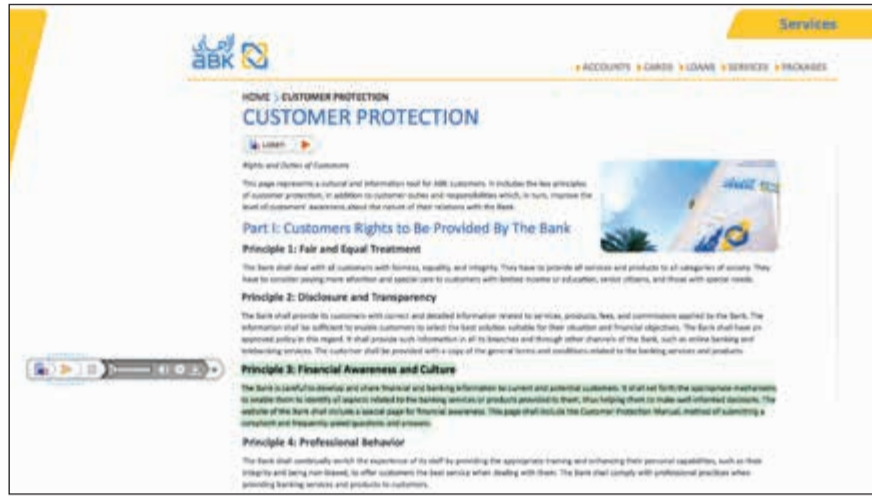 Services
الأهلي
ABK
ACCOUNTS CARDS LOANS SERVICES PACKAGES
HOME > CUSTOMER PROTECTION
CUSTOMER PROTECTION
Listen
Rights and Duties of Customers
This page represents a cultural and information tool for ABK customers. It includes the key principles
of customer protection, in addition to customer duties and responsibilities which, in turn, improve the
level of customers' awareness about the nature of their relations with the Bank.
Part I: Customers Rights to Be Provided By The Bank
Principle 1: Fair and Equal Treatment
The Bank shall deal with all customers with fairness, equality, and integrity. They have to provide all services and products to all categories of society. They
have to consider paying more attention and special care to customers with limited income or education, senior citizens, and those with special needs.
Principle 2: Disclosure and Transparency
The Bank shall provide its customers with correct and detailed information related to services, products, fees, and commissions applied by the Bank. The
information shall be sufficient to enable customers to select the best solution suitable for their situation and financial objectives. The Bank shall have an
approved policy in this regard. It shall provide such information in all its branches and through other channels of the Bank, such as online banking and
telebanking services. The customer shall be provided with a copy of the general terms and conditions related to the banking services and products
Principle 3: Financial Awareness and Culture
The Bank is careful to develop and share financial and banking information to current and potential customers. It shall set forth the appropriate mechanisms
to enable them to identify all aspects related to the banking services or products provided to them, thus helping them to make well-informed decisions. The
website of the Bank shall include a special page for financial awareness. This page shall include the Customer Protection Manual, method of submitting a
complaint and frequently asked questions and answers.
Principle 4: Professional Behavior
The Bank shall continually enrich the experience of its staff by providing the appropriate training and enhancing their personal capabilities, such as their
integrity and being non-biased, to offer customers the best service when dealing with them. The Bank shall comply with professional practices when
providing banking services and products to customers.